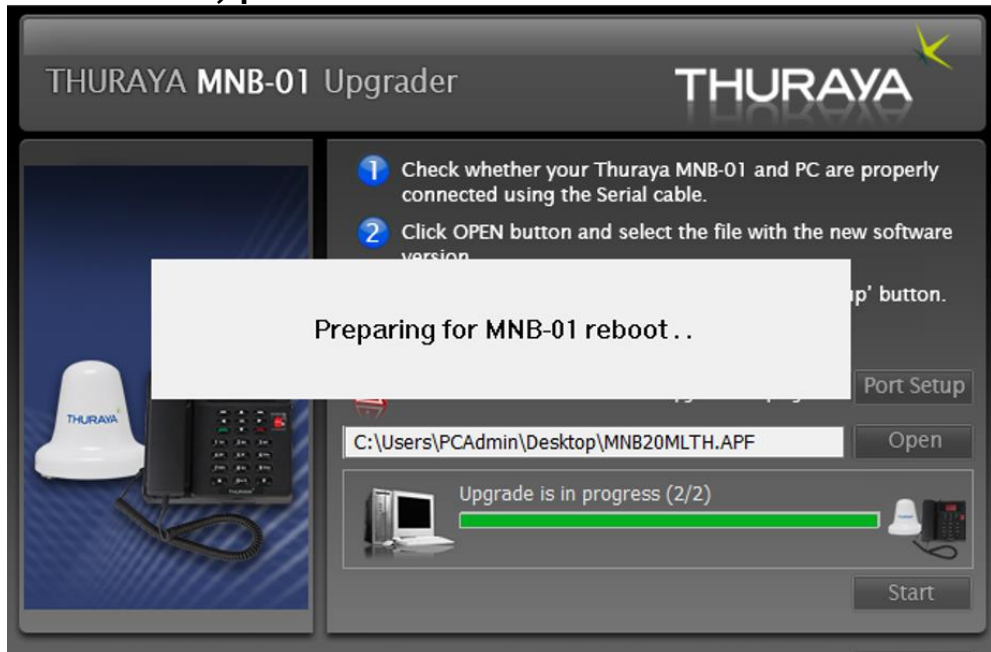 THURAYA MNB-01 Upgrader
THURAYA
1 Check whether your Thuraya MNB-01 and PC are properly
connected using the Serial cable.
2 Click OPEN button and select the file with the new software
version
up' button.
Preparing for MNB-01 reboot . .
Port Setup
THURAYA
C:\Users\PCAdmin\Desktop\MNB20MLTH.APF
Open
Upgrade is in progress (2/2)
Start